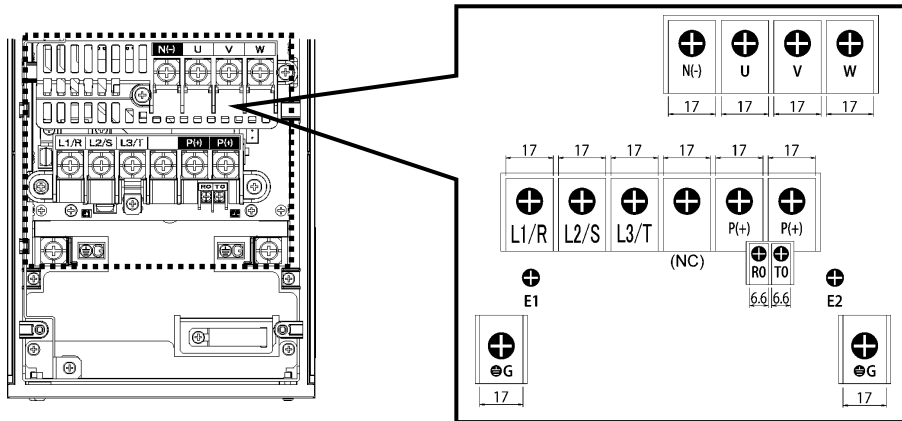 N(-) U V W
L1/R L2/S L3/T P(+) P(+)
R0 T0
G G
N(-) U V W
17 17 17 17
17 17 17 17 17 17
L1/R L2/S L3/T P(+) P(+)
(NC)
R0 T0
E1 6.6 6.6 E2
G G
17 17